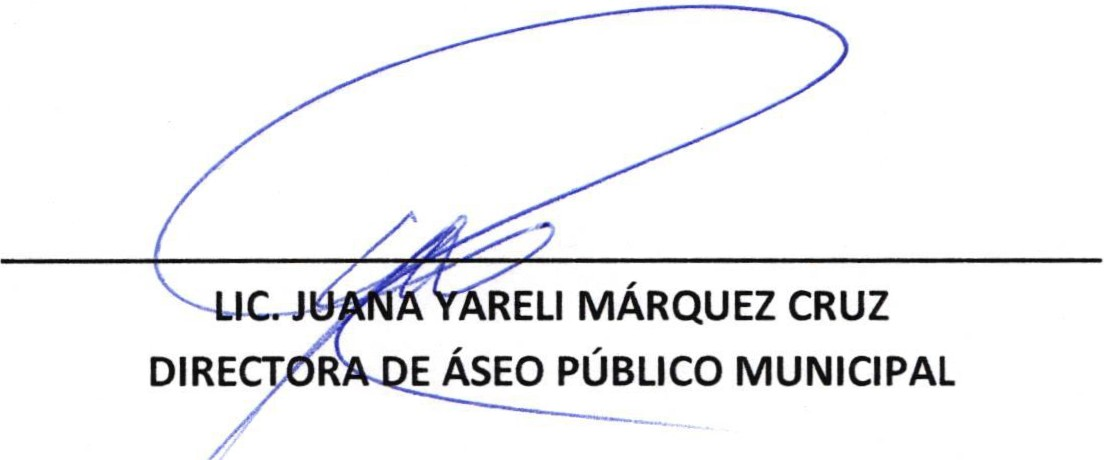 LIC. JUANA YARELI MÁRQUEZ CRUZ
DIRECTORA DE ÁSEO PÚBLICO MUNICIPAL